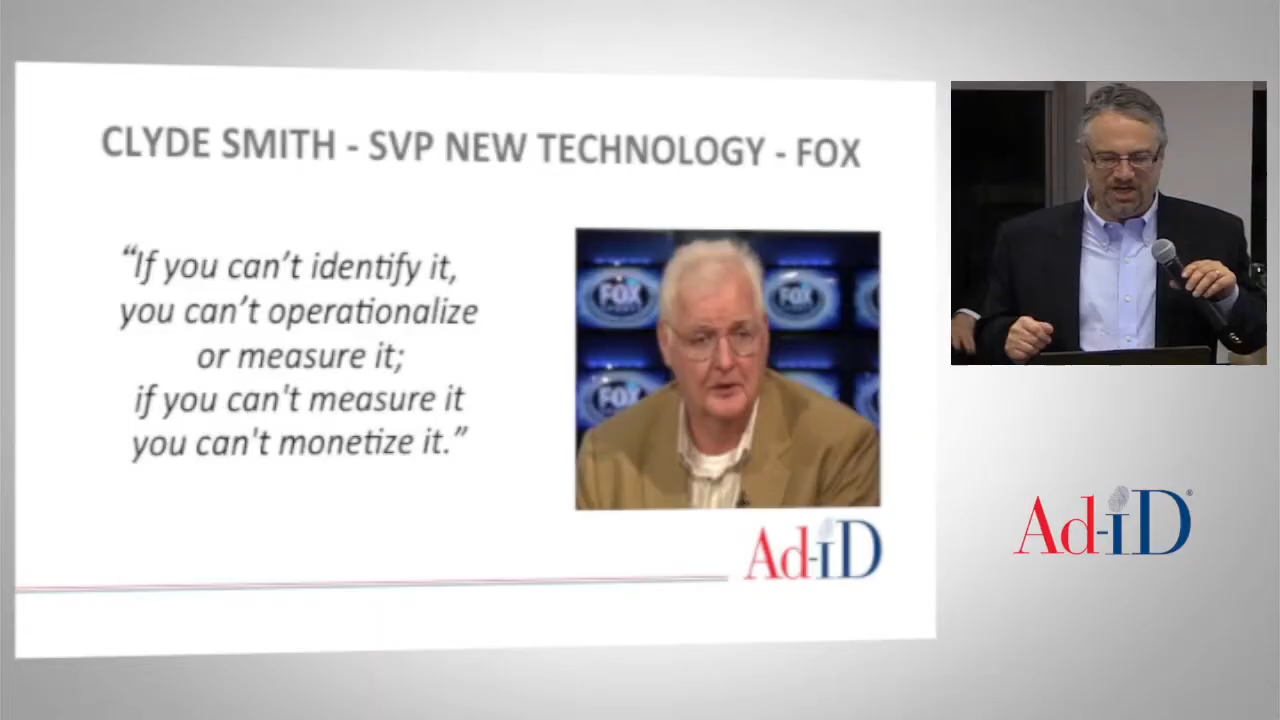 CLYDE SMITH - SVP NEW TECHNOLOGY - FOX
“If you can’t identify it,
you can’t operationalize
or measure it;
if you can't measure it
you can't monetize it.”
FOX
FOX
FOX
Ad-iD
Ad-iD®